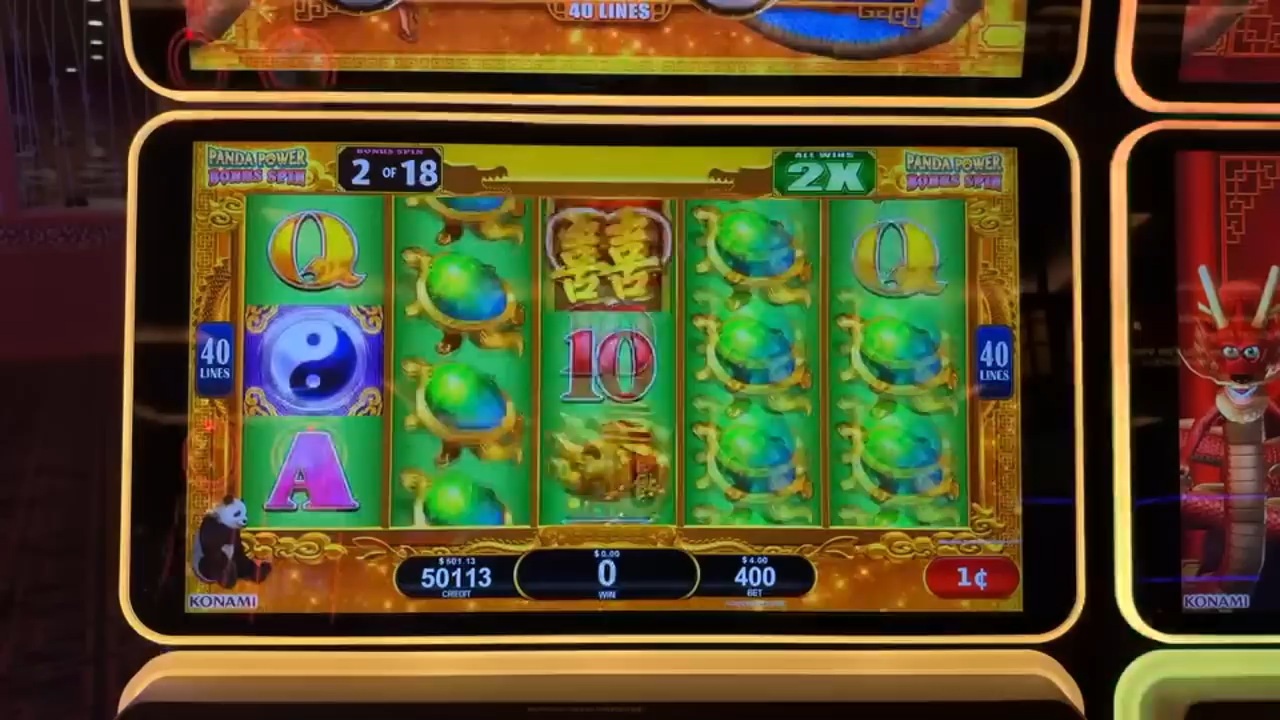 40 LINES
PANDA POWER
BONUS SPIN
BONUS SPIN
2 OF 18
ALL WINS
2X
PANDA POWER
BONUS SPIN
Q
囍
Q
40
LINES
10
40
LINES
A
$501.13
50113
CREDIT
$0.00
0
WIN
$4.00
400
BET
1¢
KONAMI
KONAMI